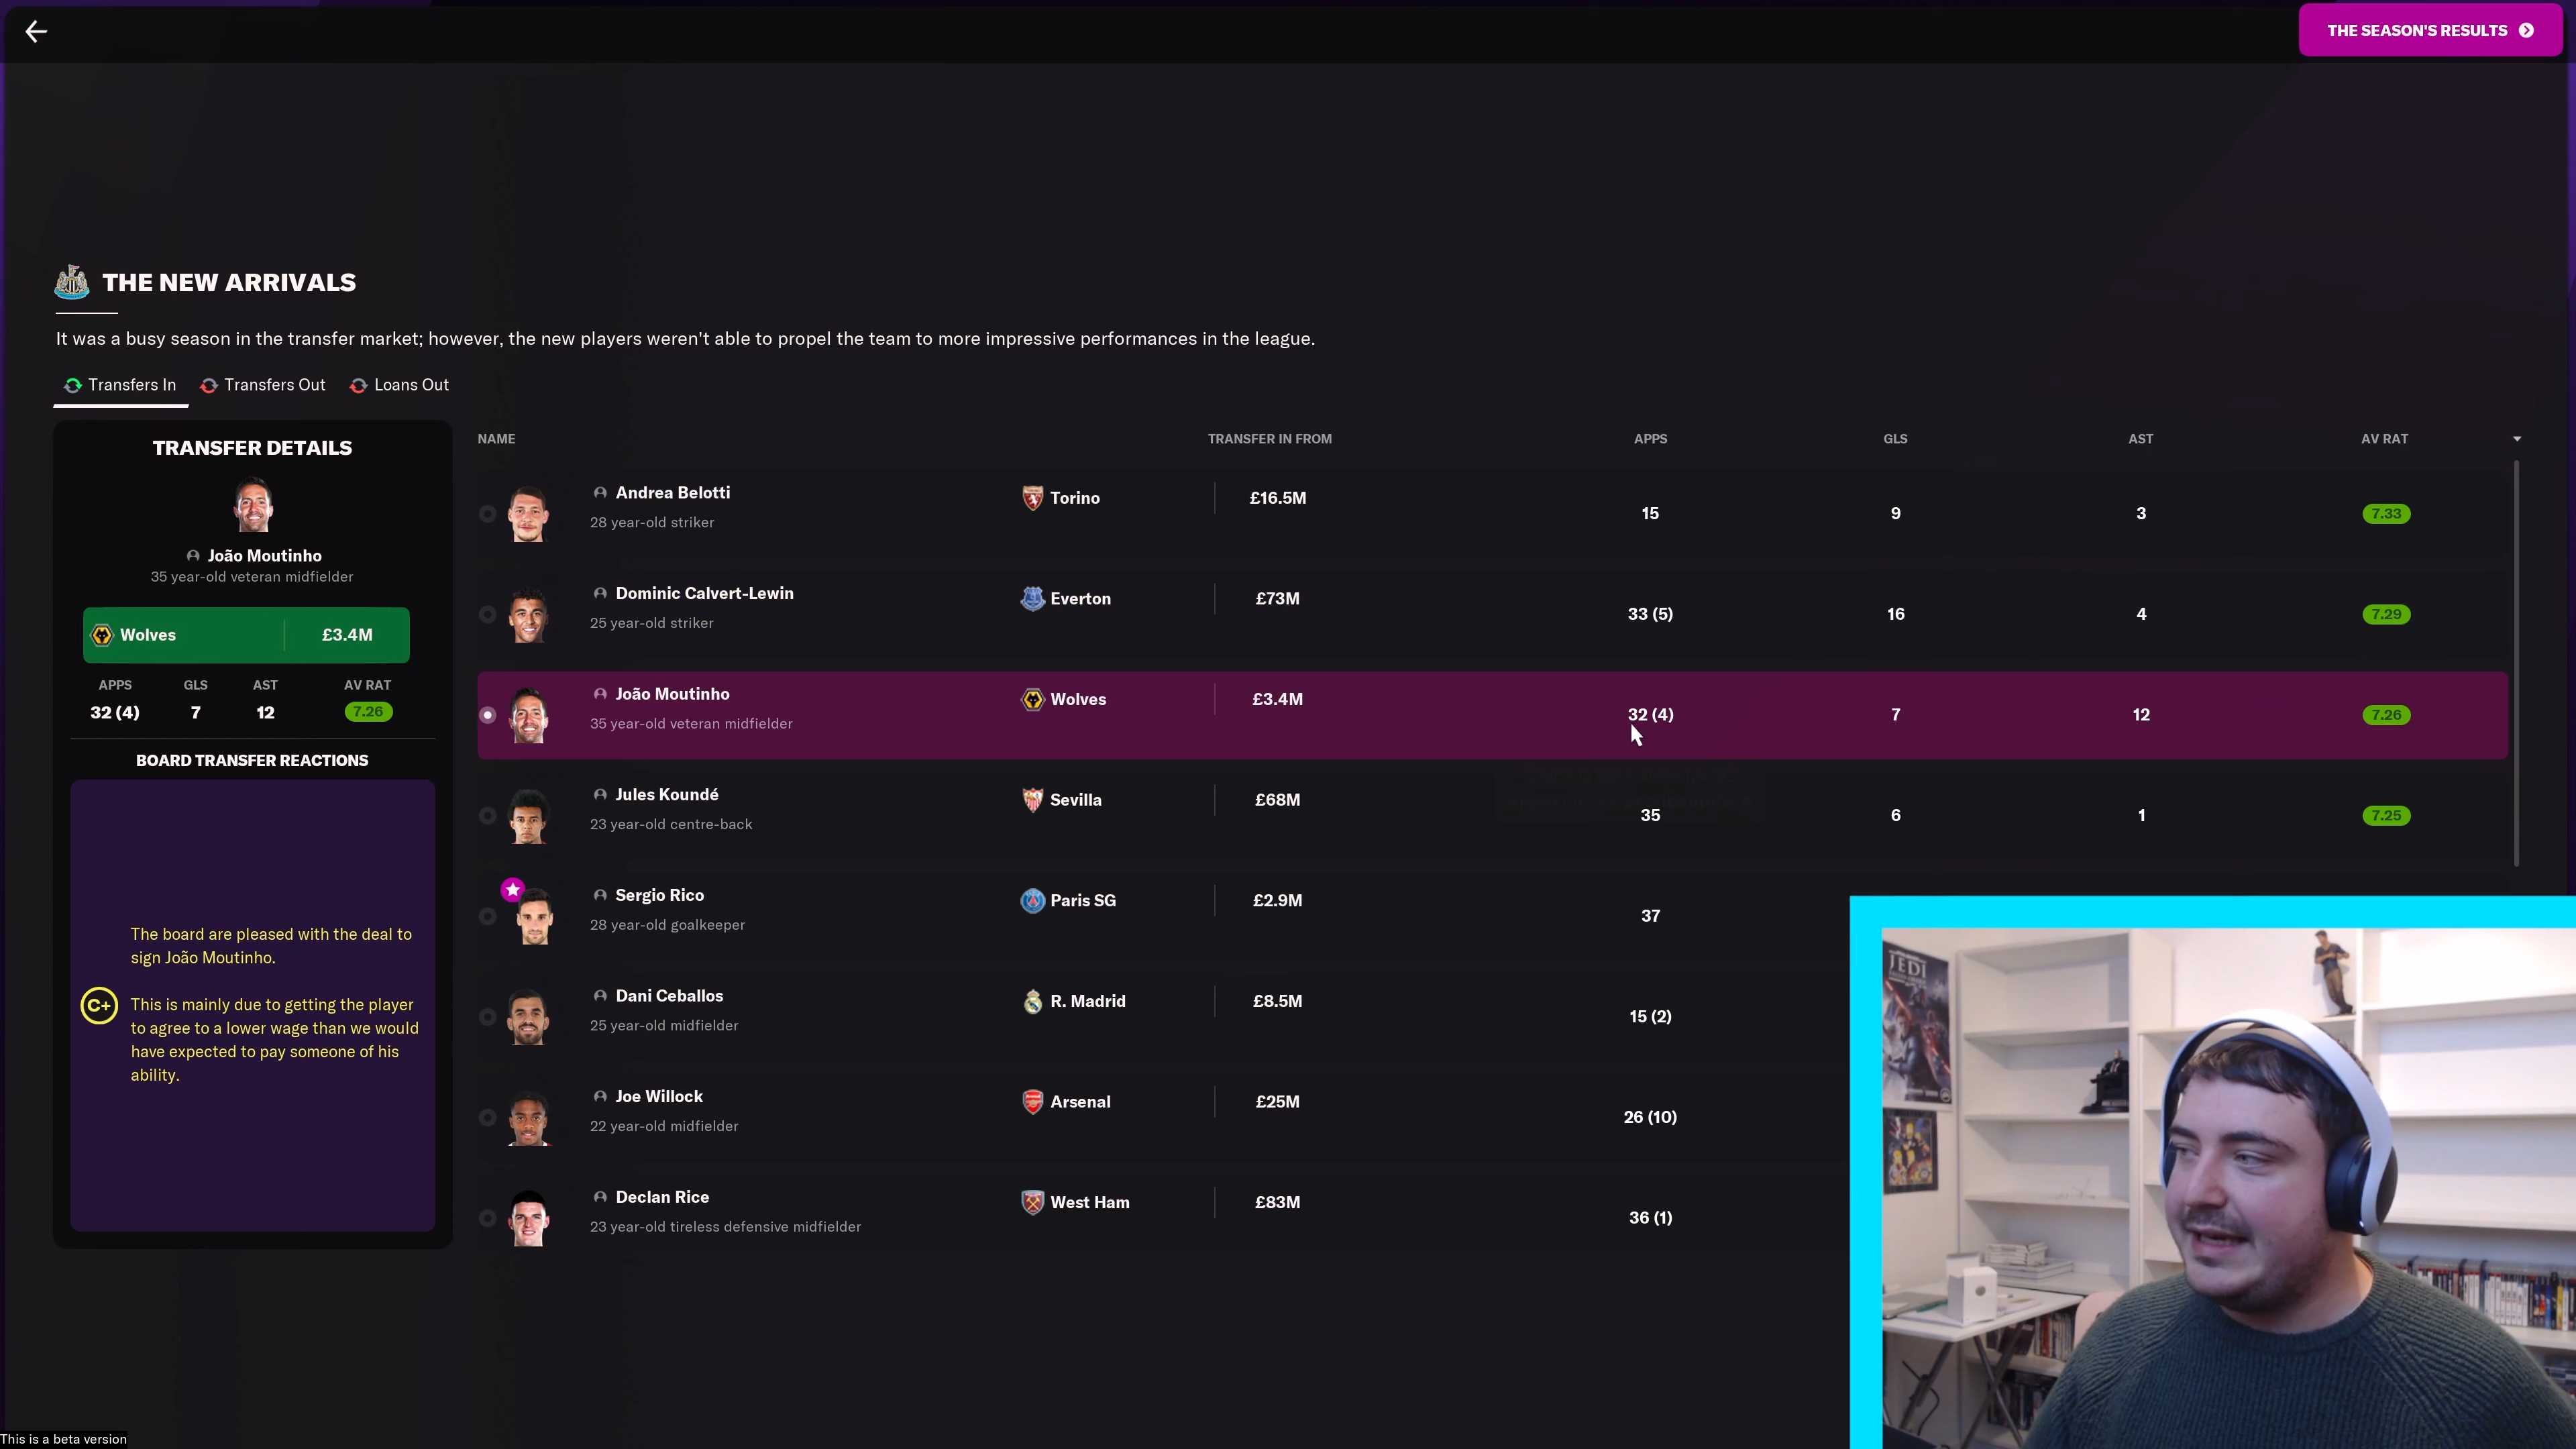 THE SEASON'S RESULTS
THE NEW ARRIVALS
It was a busy season in the transfer market; however, the new players weren't able to propel the team to more impressive performances in the league.
Transfers In Transfers Out Loans Out
TRANSFER DETAILS
João Moutinho
35 year-old veteran midfielder
Wolves £3.4M
APPS GLS AST AV RAT
32 (4) 7 12 7.26
BOARD TRANSFER REACTIONS
The board are pleased with the deal to
sign João Moutinho.
C+
This is mainly due to getting the player
to agree to a lower wage than we would
have expected to pay someone of his
ability.
NAME TRANSFER IN FROM APPS GLS AST AV RAT
Andrea Belotti Torino £16.5M 15 9 3 7.33
28 year-old striker
Dominic Calvert-Lewin Everton £73M 33 (5) 16 4 7.29
25 year-old striker
João Moutinho Wolves £3.4M 32 (4) 7 12 7.26
35 year-old veteran midfielder
Jules Koundé Sevilla £68M 35 6 1 7.25
23 year-old centre-back
Sergio Rico Paris SG £2.9M 37
28 year-old goalkeeper
Dani Ceballos R. Madrid £8.5M 15 (2)
25 year-old midfielder
Joe Willock Arsenal £25M 26 (10)
22 year-old midfielder
Declan Rice West Ham £83M 36 (1)
23 year-old tireless defensive midfielder
JEDI
This is a beta version